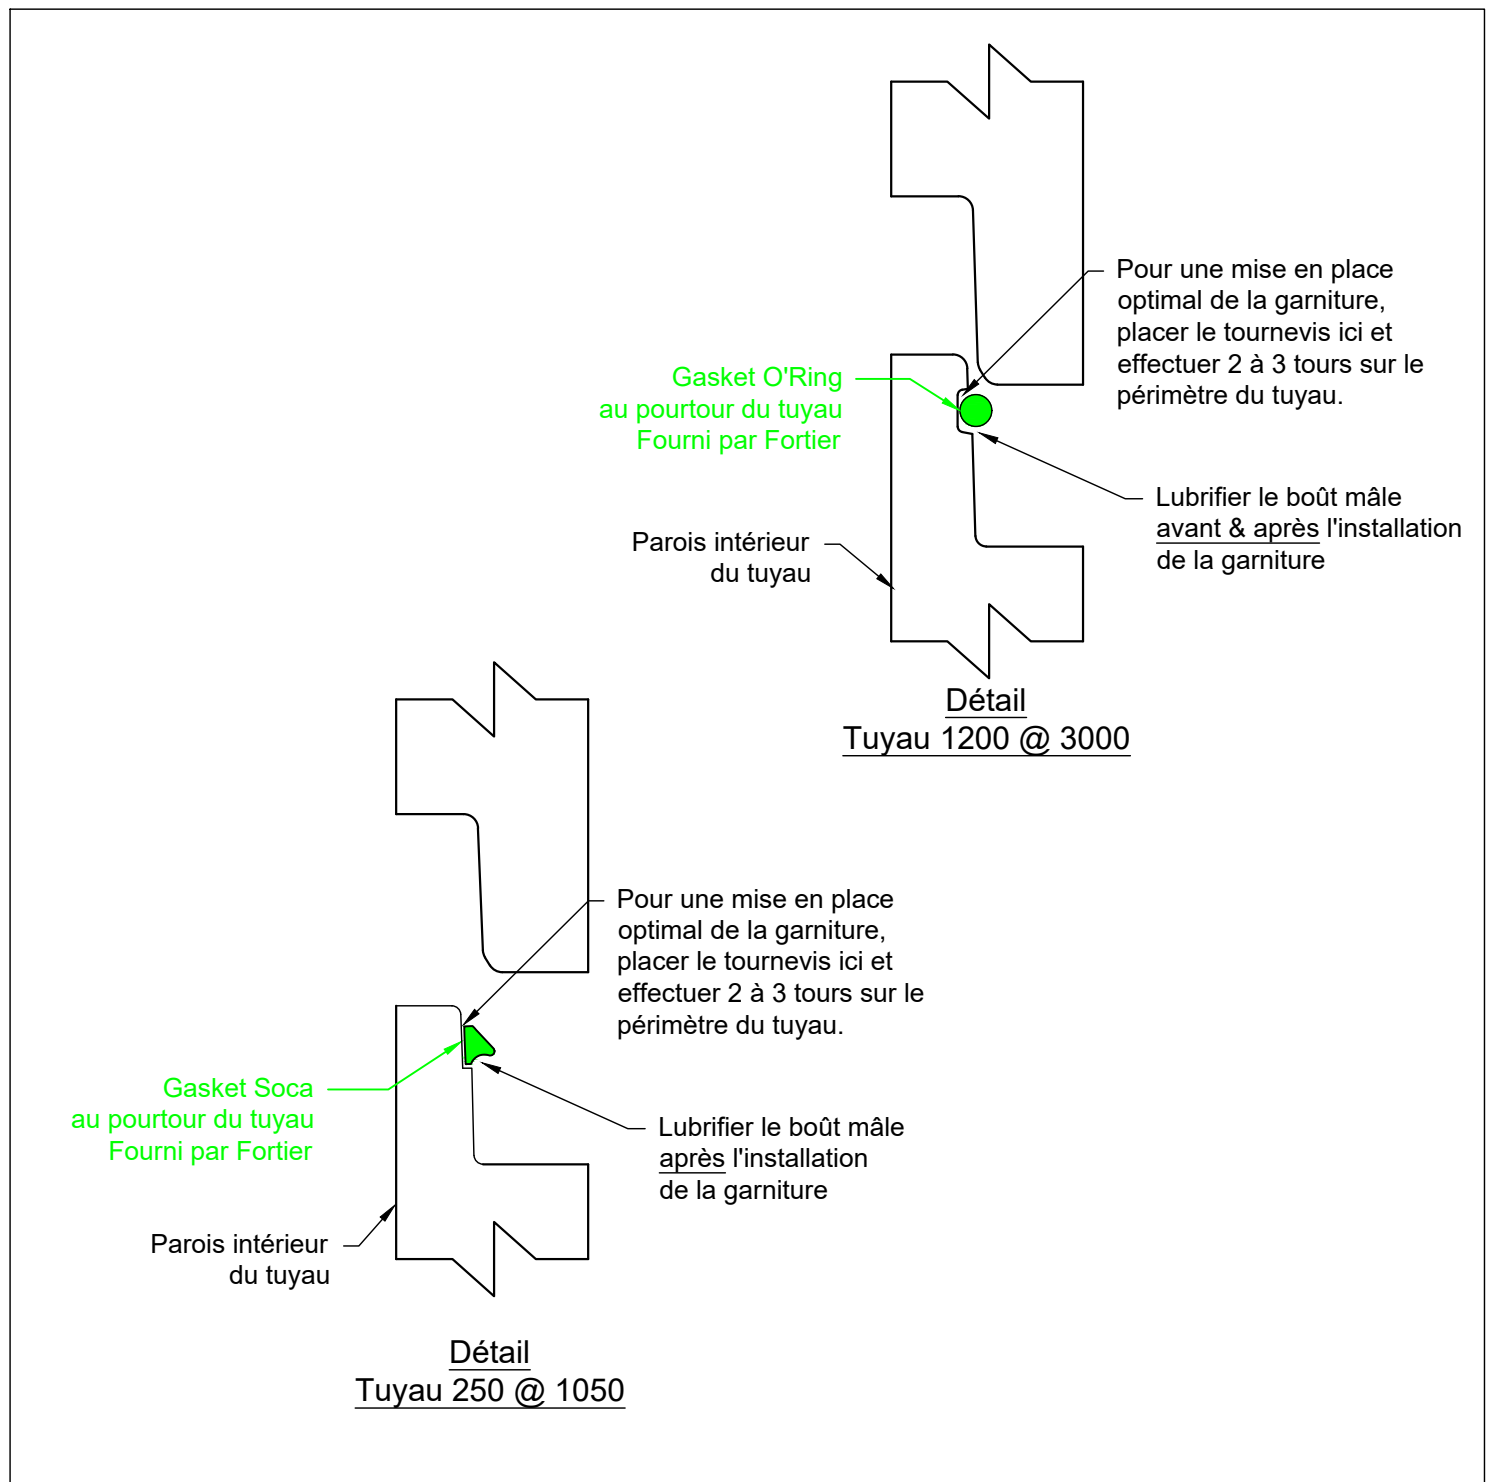 Pour une mise en place
optimal de la garniture,
placer le tournevis ici et
effectuer 2 à 3 tours sur le
périmètre du tuyau.
Gasket O'Ring
au pourtour du tuyau
Fourni par Fortier
Lubrifier le boût mâle
avant & après l'installation
de la garniture
Parois intérieur
du tuyau
Détail
Tuyau 1200 @ 3000
Pour une mise en place
optimal de la garniture,
placer le tournevis ici et
effectuer 2 à 3 tours sur le
périmètre du tuyau.
Gasket Soca
au pourtour du tuyau
Fourni par Fortier
Lubrifier le boût mâle
après l'installation
de la garniture
Parois intérieur
du tuyau
Détail
Tuyau 250 @ 1050